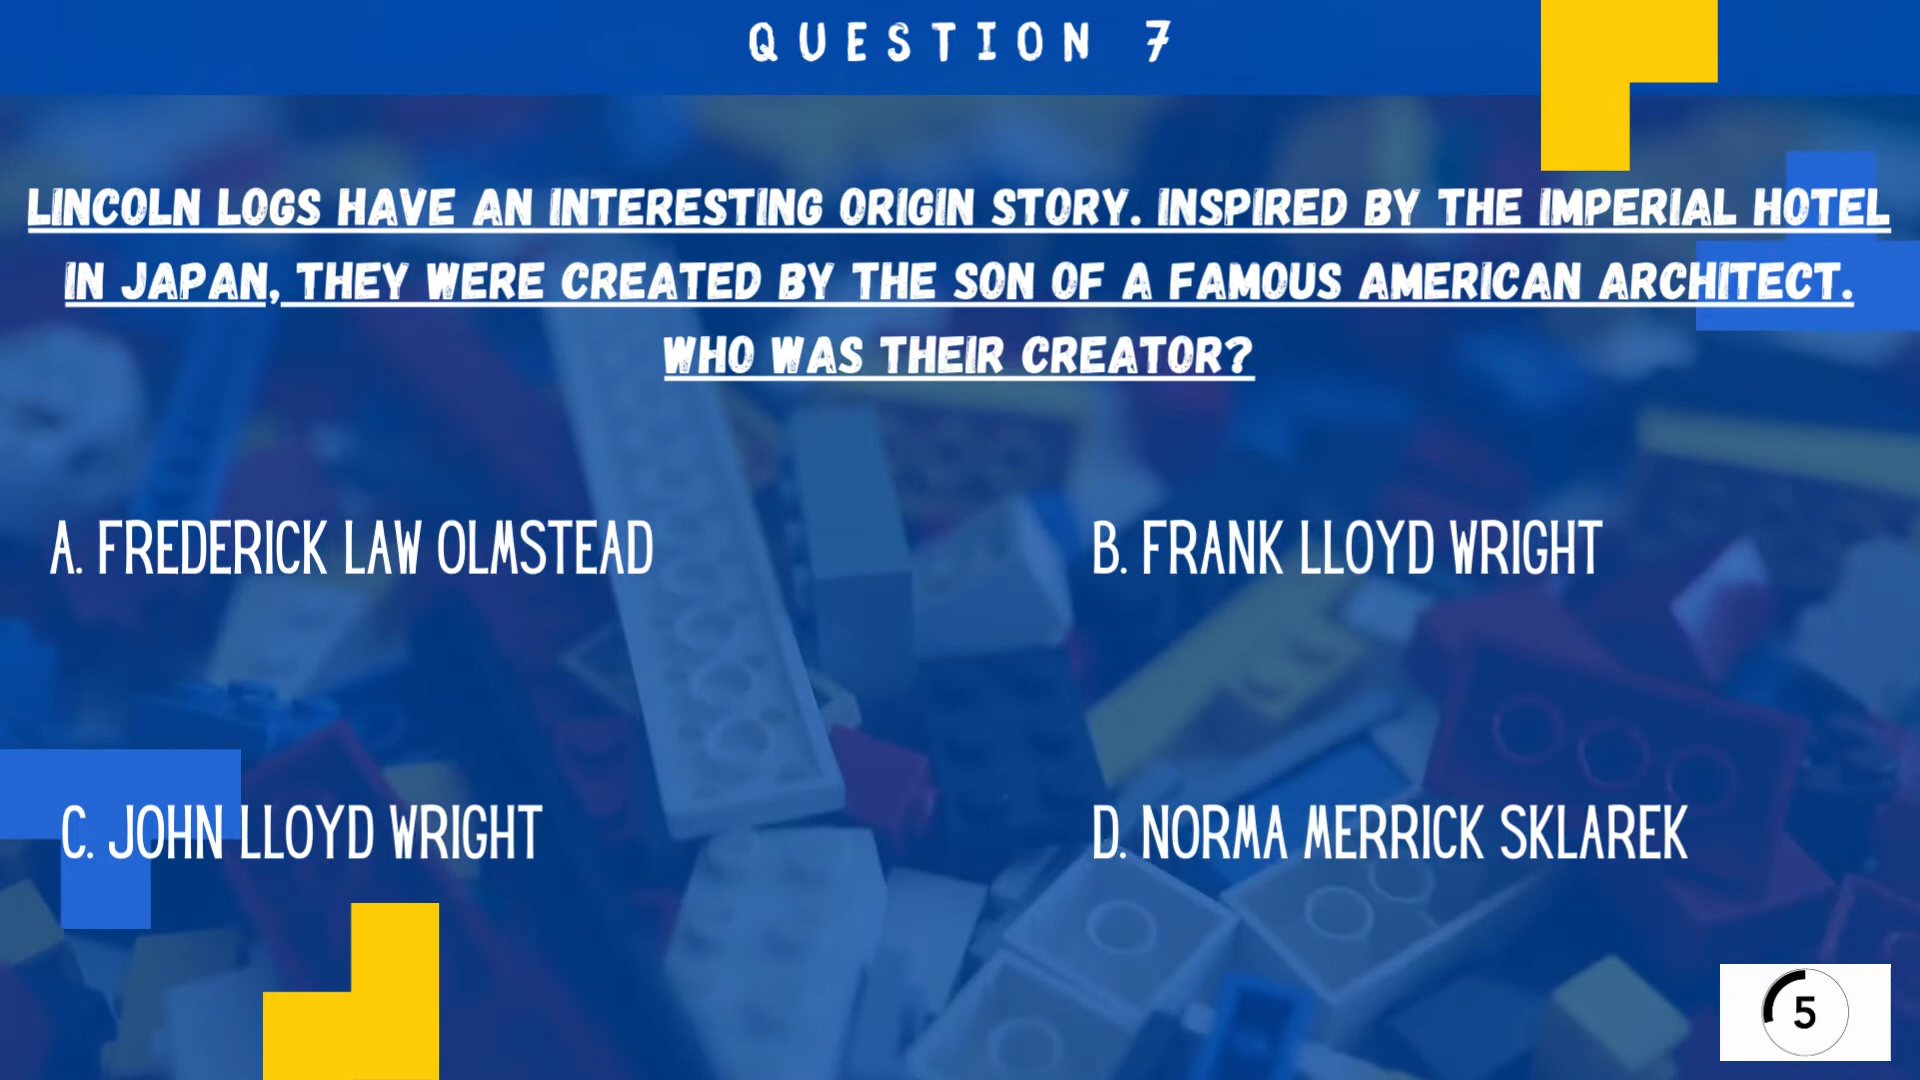 QUESTION 7
LINCOLN LOGS HAVE AN INTERESTING ORIGIN STORY. INSPIRED BY THE IMPERIAL HOTEL
IN JAPAN, THEY WERE CREATED BY THE SON OF A FAMOUS AMERICAN ARCHITECT.
WHO WAS THEIR CREATOR?
A. FREDERICK LAW OLMSTEAD
B. FRANK LLOYD WRIGHT
C. JOHN LLOYD WRIGHT
D. NORMA MERRICK SKLAREK
5